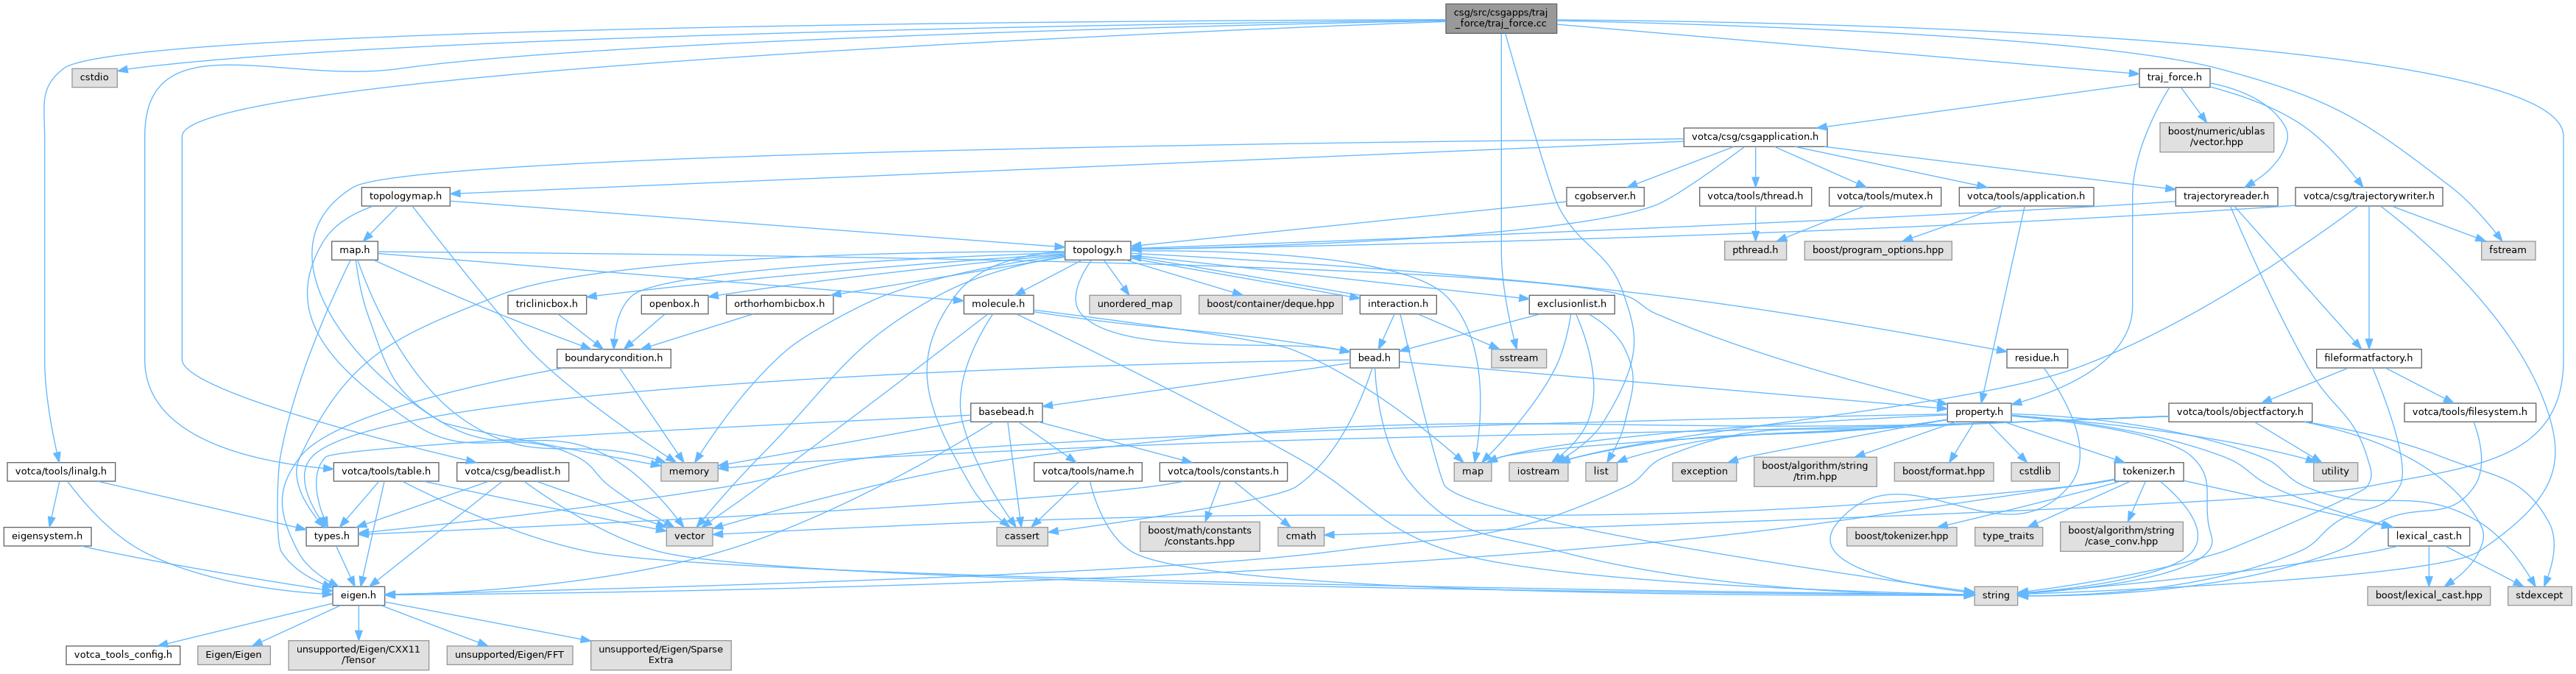 csg/src/csgapps/traj
_force/traj_force.cc
cstdio
traj_force.h
votca/csg/csgapplication.h
boost/numeric/ublas
/vector.hpp
topologymap.h
cgobserver.h
votca/tools/thread.h
votca/tools/mutex.h
votca/tools/application.h
trajectoryreader.h
votca/csg/trajectorywriter.h
map.h
topology.h
pthread.h
boost/program_options.hpp
fstream
triclinicbox.h
openbox.h
orthorhombicbox.h
molecule.h
unordered_map
boost/container/deque.hpp
interaction.h
exclusionlist.h
boundarycondition.h
bead.h
sstream
residue.h
fileformatfactory.h
basebead.h
property.h
votca/tools/objectfactory.h
votca/tools/filesystem.h
votca/tools/linalg.h
votca/tools/table.h
votca/csg/beadlist.h
memory
votca/tools/name.h
votca/tools/constants.h
map
iostream
list
exception
boost/algorithm/string
/trim.hpp
boost/format.hpp
cstdlib
tokenizer.h
utility
eigensystem.h
types.h
vector
cassert
boost/math/constants
/constants.hpp
cmath
boost/tokenizer.hpp
type_traits
boost/algorithm/string
/case_conv.hpp
lexical_cast.h
eigen.h
string
boost/lexical_cast.hpp
stdexcept
votca_tools_config.h
Eigen/Eigen
unsupported/Eigen/CXX11
/Tensor
unsupported/Eigen/FFT
unsupported/Eigen/Sparse
Extra